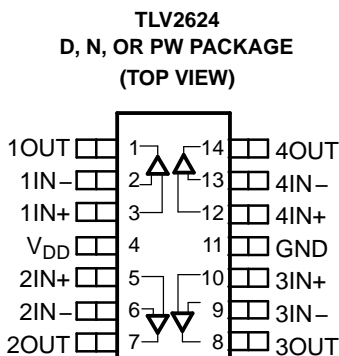 TLV2624
D, N, OR PW PACKAGE
(TOP VIEW)
1OUT 1 14 4OUT
1IN− 2 13 4IN−
1IN+ 3 12 4IN+
VDD 4 11 GND
2IN+ 5 10 3IN+
2IN− 6 9 3IN−
2OUT 7 8 3OUT